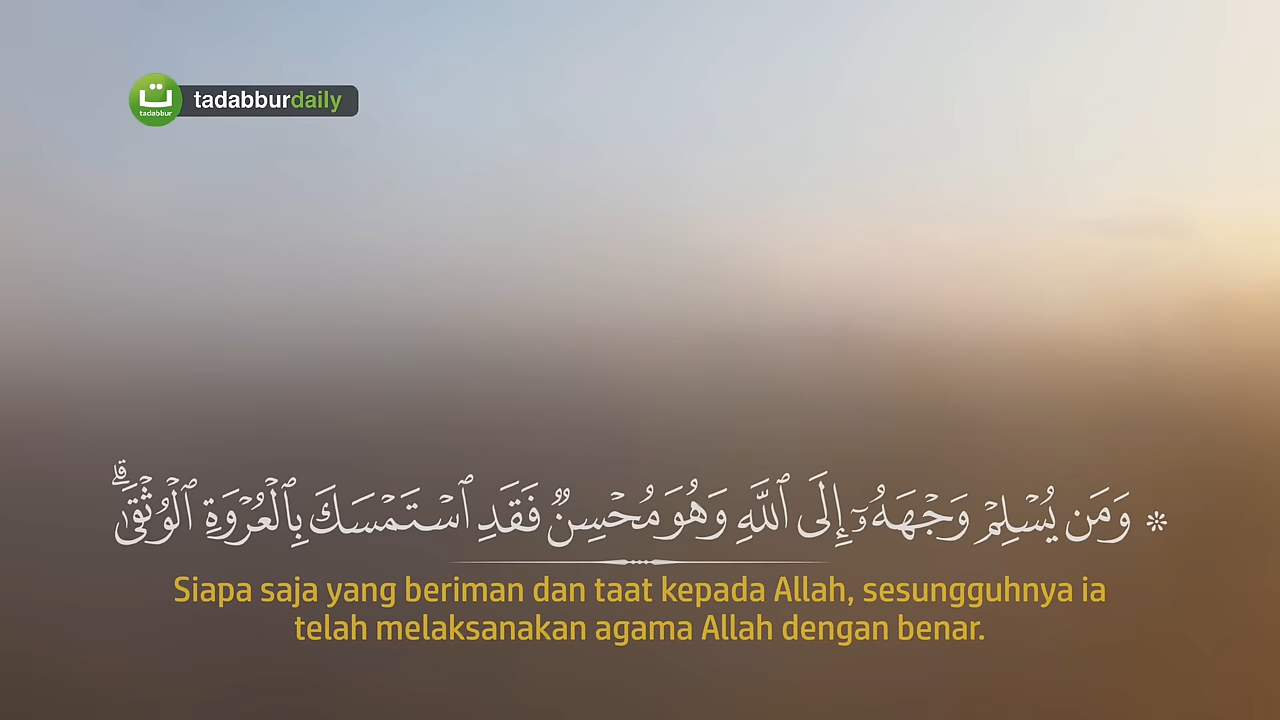 ت
tadabbur
tadabburdaily
۞ وَمَن يُسْلِمْ وَجْهَهُۥٓ إِلَى ٱللَّهِ وَهُوَ مُحْسِنٌ فَقَدِ ٱسْتَمْسَكَ بِٱلْعُرْوَةِ ٱلْوُثْقَىٰ ۗ
Siapa saja yang beriman dan taat kepada Allah, sesungguhnya ia
telah melaksanakan agama Allah dengan benar.